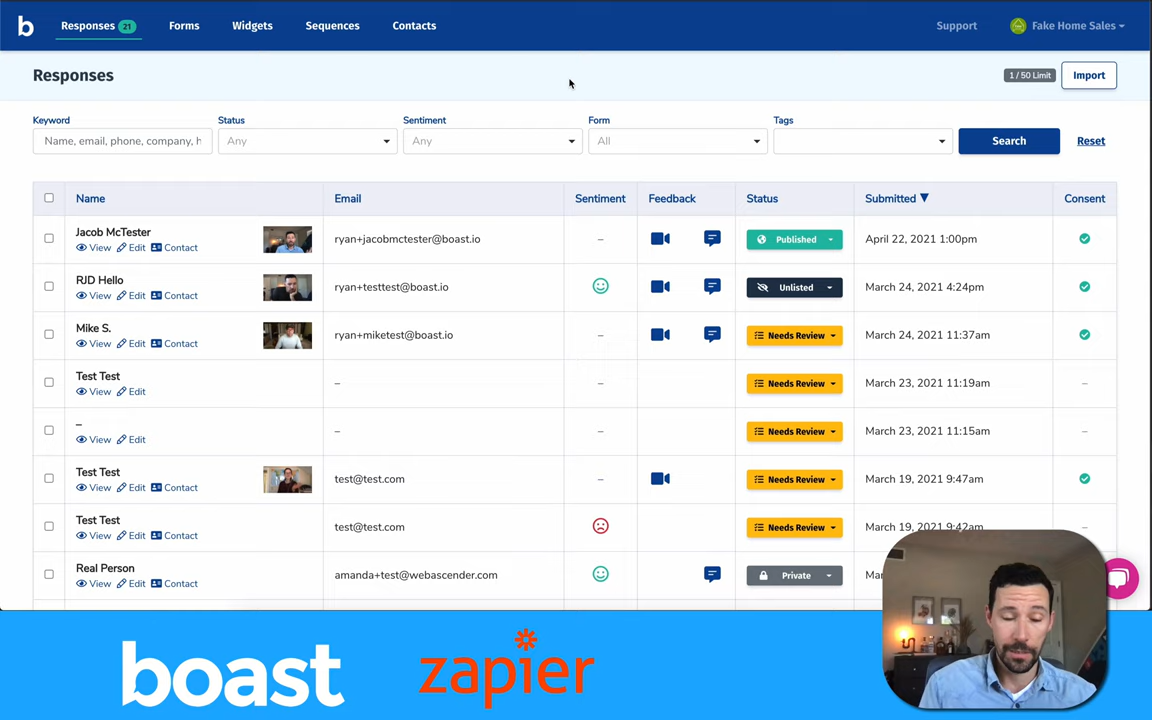 b Responses 21 Forms Widgets Sequences Contacts Support Fake Home Sales
Responses 1 / 50 Limit Import
Keyword Status Sentiment Form Tags
Name, email, phone, company, h Any Any All Search Reset
Name Email Sentiment Feedback Status Submitted ▼ Consent
Jacob McTester
View Edit Contact ryan+jacobmctester@boast.io – Published April 22, 2021 1:00pm
RJD Hello
View Edit Contact ryan+testtest@boast.io Unlisted March 24, 2021 4:24pm
Mike S.
View Edit Contact ryan+miketest@boast.io – Needs Review March 24, 2021 11:37am
Test Test
View Edit – – Needs Review March 23, 2021 11:19am –
–
View Edit – – Needs Review March 23, 2021 11:15am –
Test Test
View Edit Contact test@test.com – Needs Review March 19, 2021 9:47am
Test Test
View Edit Contact test@test.com Needs Review March 19, 2021 9:42am –
Real Person
View Edit Contact amanda+test@webascender.com Private Mar
boast zapier